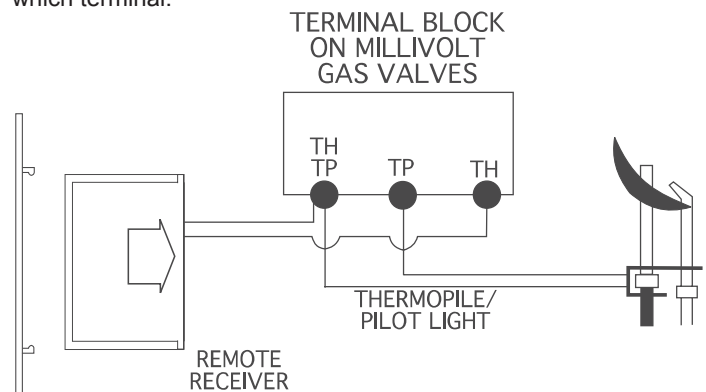 which terminal.
TERMINAL BLOCK
ON MILLIVOLT
GAS VALVES
TH
TP
TP
TH
THERMOPILE/
PILOT LIGHT
REMOTE
RECEIVER